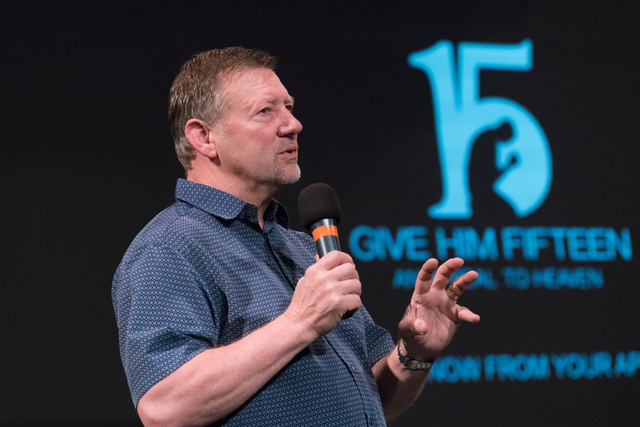 15
GIVE HIM FIFTEEN
TO HEAVEN
NOW FROM YOUR